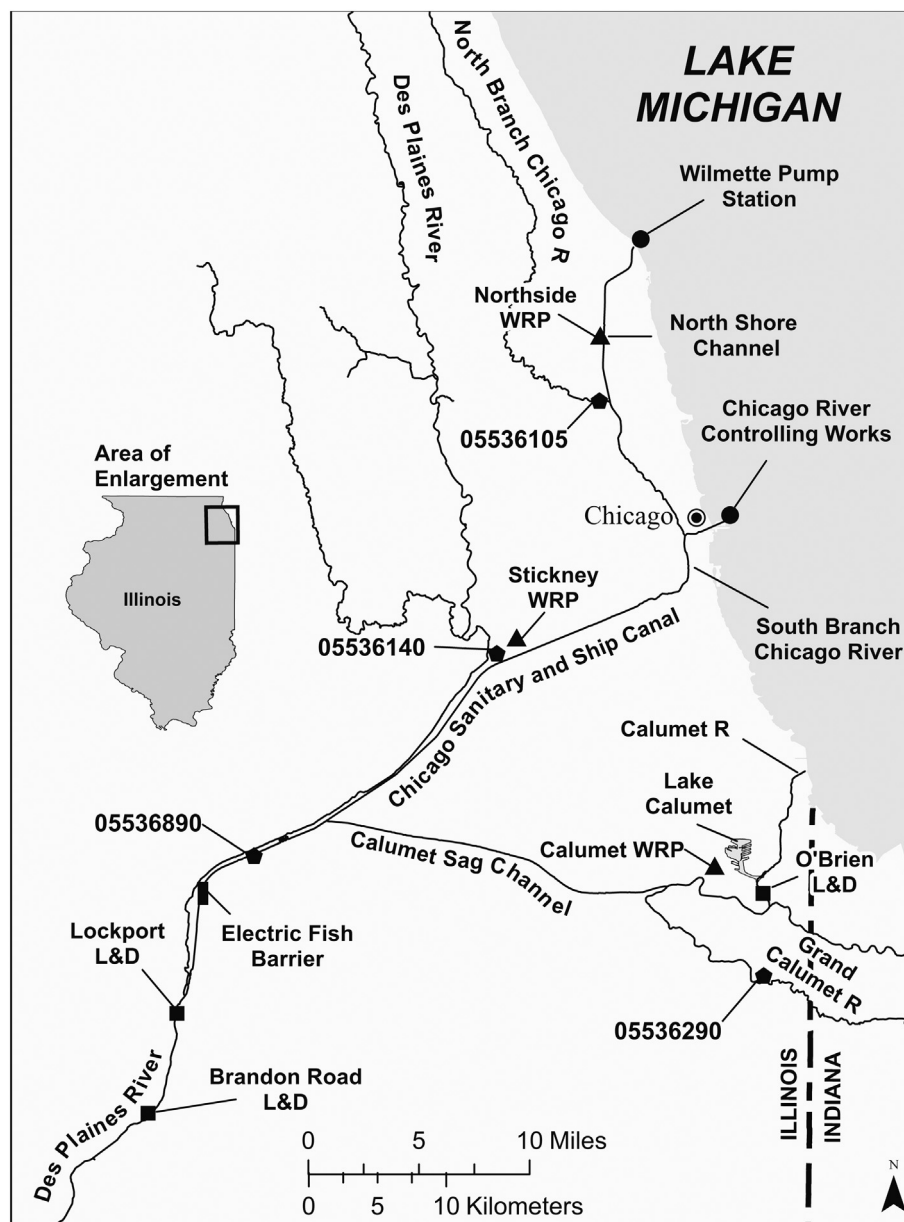 LAKE
MICHIGAN
North Branch Chicago R
Des Plaines River
Wilmette Pump
Station
Northside
WRP
North Shore
Channel
Chicago River
Controlling Works
05536105
Area of
Enlargement
Chicago
Illinois
Stickney
WRP
05536140
South Branch
Chicago River
Chicago Sanitary and Ship Canal
Calumet R
Lake
Calumet
05536890
Calumet Sag Channel
Calumet WRP
O'Brien
L&D
Lockport
L&D
Electric Fish
Barrier
Grand
Calumet R
05536290
Brandon Road
L&D
Des Plaines River
ILLINOIS
INDIANA
0 5 10 Miles
0 5 10 Kilometers
N